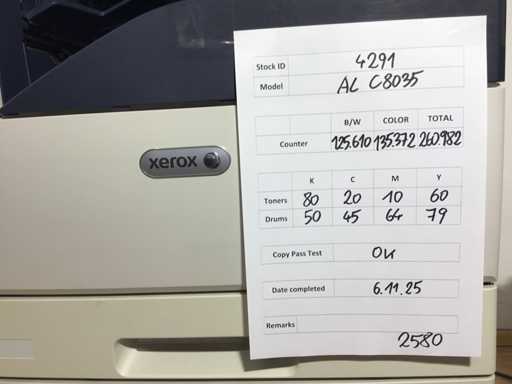 xerox
Stock ID 4291
Model AL C8035
B/W COLOR TOTAL
Counter 125.610 135.372 260.982
K C M Y
Toners 80 20 10 60
Drums 50 45 64 79
Copy Pass Test OK
Date completed 6.11.25
Remarks
2580